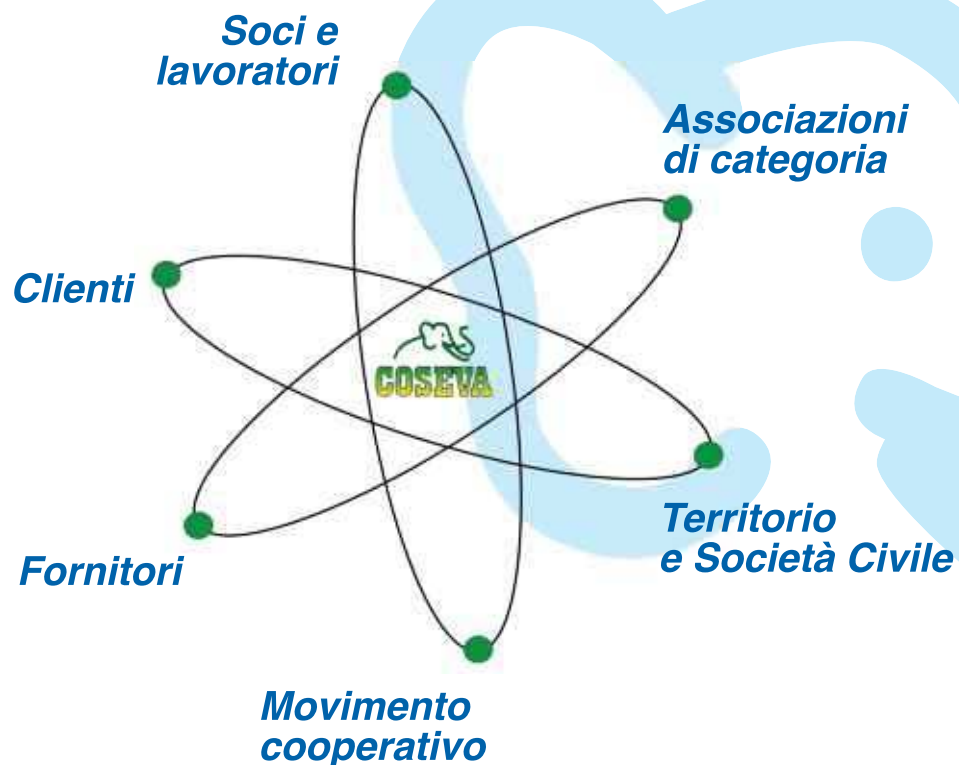 Soci e
lavoratori
Associazioni
di categoria
Clienti
COSEVA
Territorio
e Società Civile
Fornitori
Movimento
cooperativo